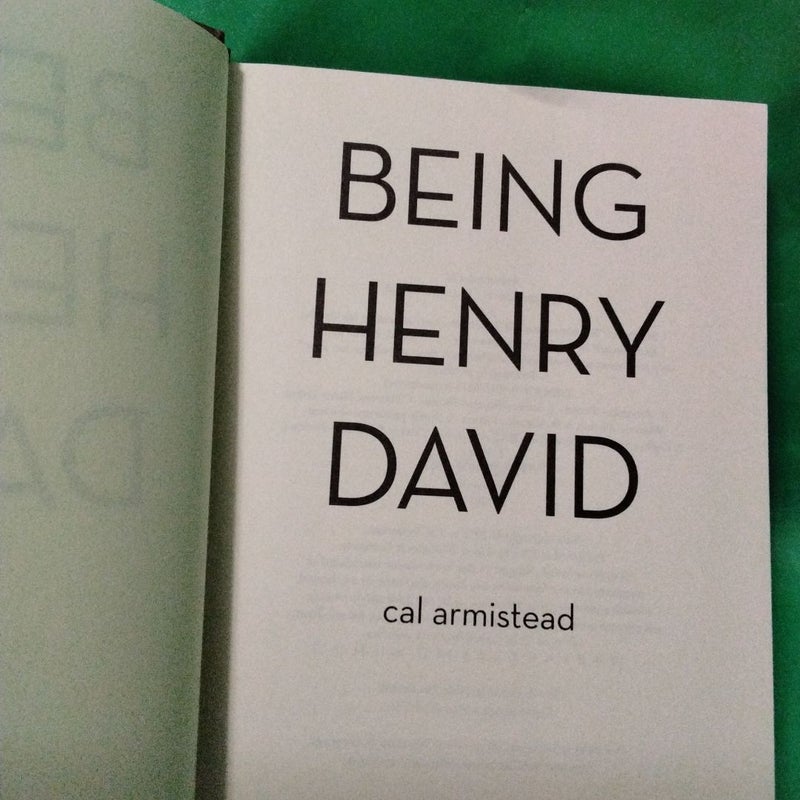 BEING
HENRY
DAVID
cal armistead